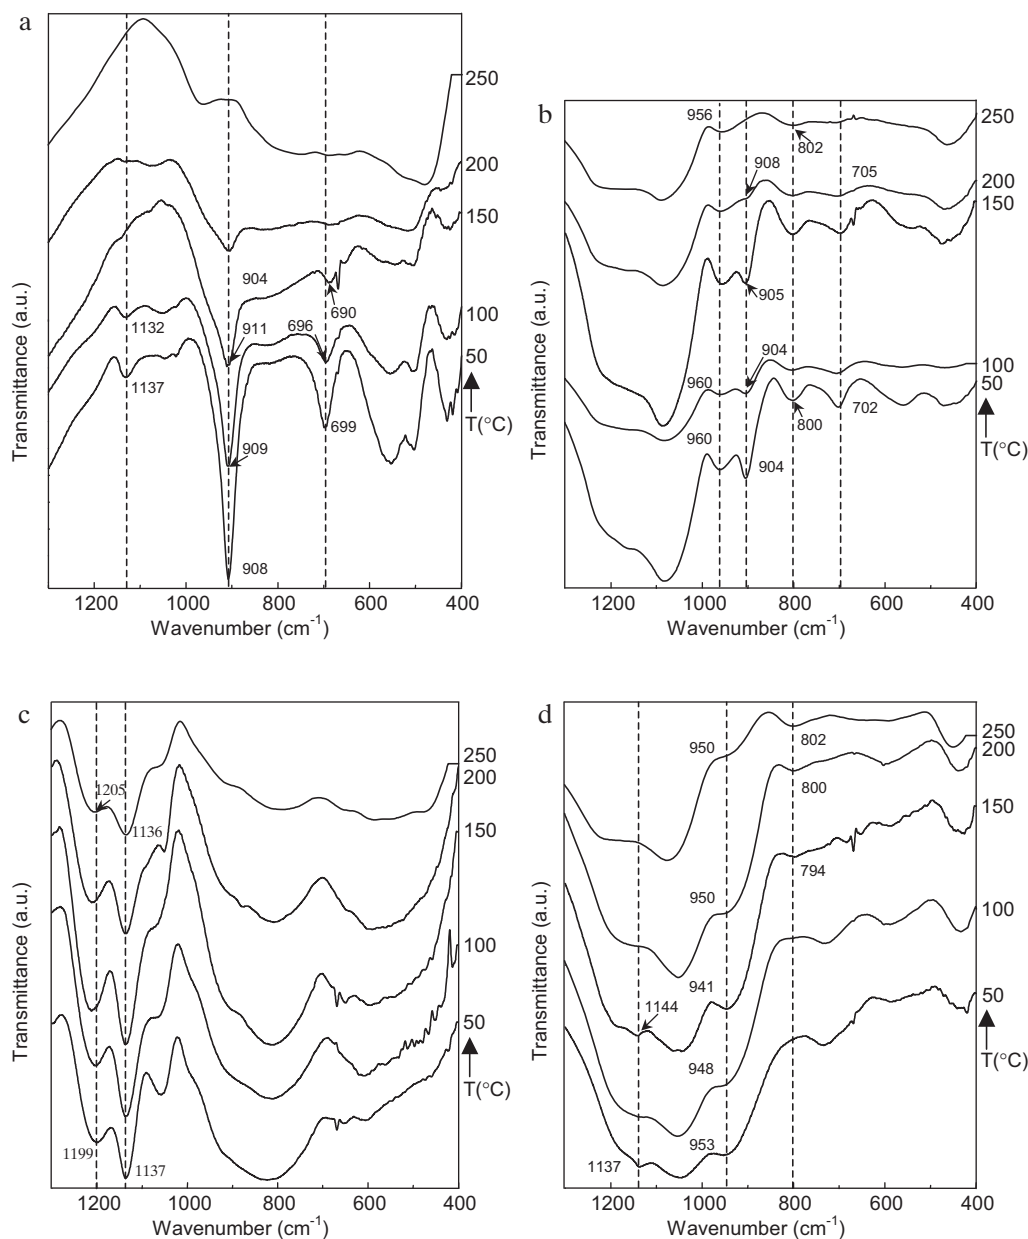 a
250
200
150
904
690
1132
911
696
100
1137
50
T(°C)
909
699
908
1200 1000 800 600 400
Wavenumber (cm-1)
Transmittance (a.u.)
b
956
802
250
908
705
200
150
905
904
100
960
50
800
702
T(°C)
960
904
1200 1000 800 600 400
Wavenumber (cm-1)
Transmittance (a.u.)
c
250
1205
200
1136
150
100
50
T(°C)
1199
1137
1200 1000 800 600 400
Wavenumber (cm-1)
Transmittance (a.u.)
d
950
802
250
200
800
150
794
950
100
941
1144
50
T(°C)
948
953
1137
1200 1000 800 600 400
Wavenumber (cm-1)
Transmittance (a.u.)